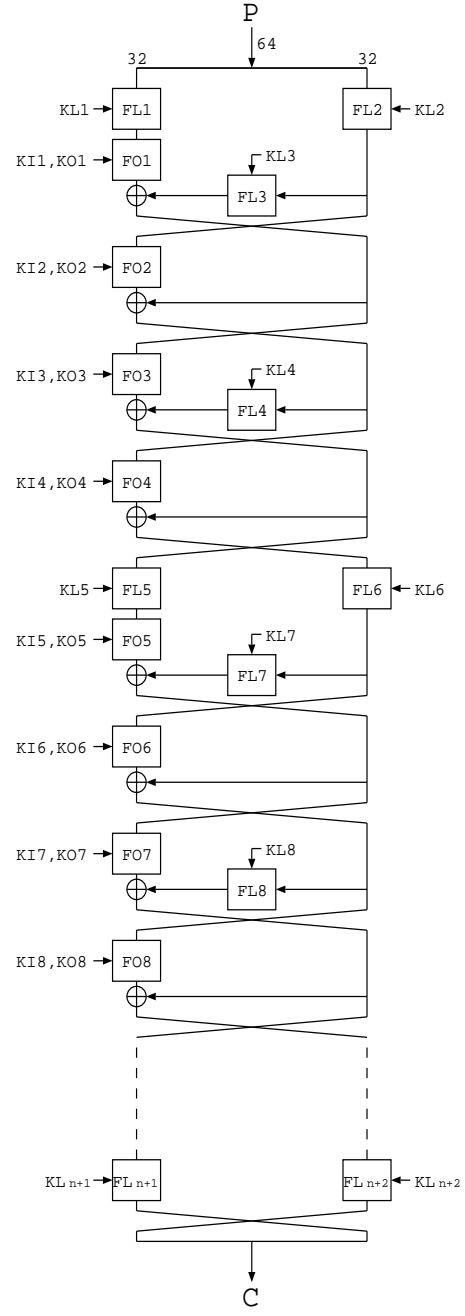 P
64
32 32
KL1 FL1 FL2 KL2
KL3
KI1,KO1 FO1
FL3
KI2,KO2 FO2
KL4
KI3,KO3 FO3
FL4
KI4,KO4 FO4
KL5 FL5 FL6 KL6
KL7
KI5,KO5 FO5
FL7
KI6,KO6 FO6
KL8
KI7,KO7 FO7
FL8
KI8,KO8 FO8
KL n+1 FL n+1 FL n+2 KL n+2
C